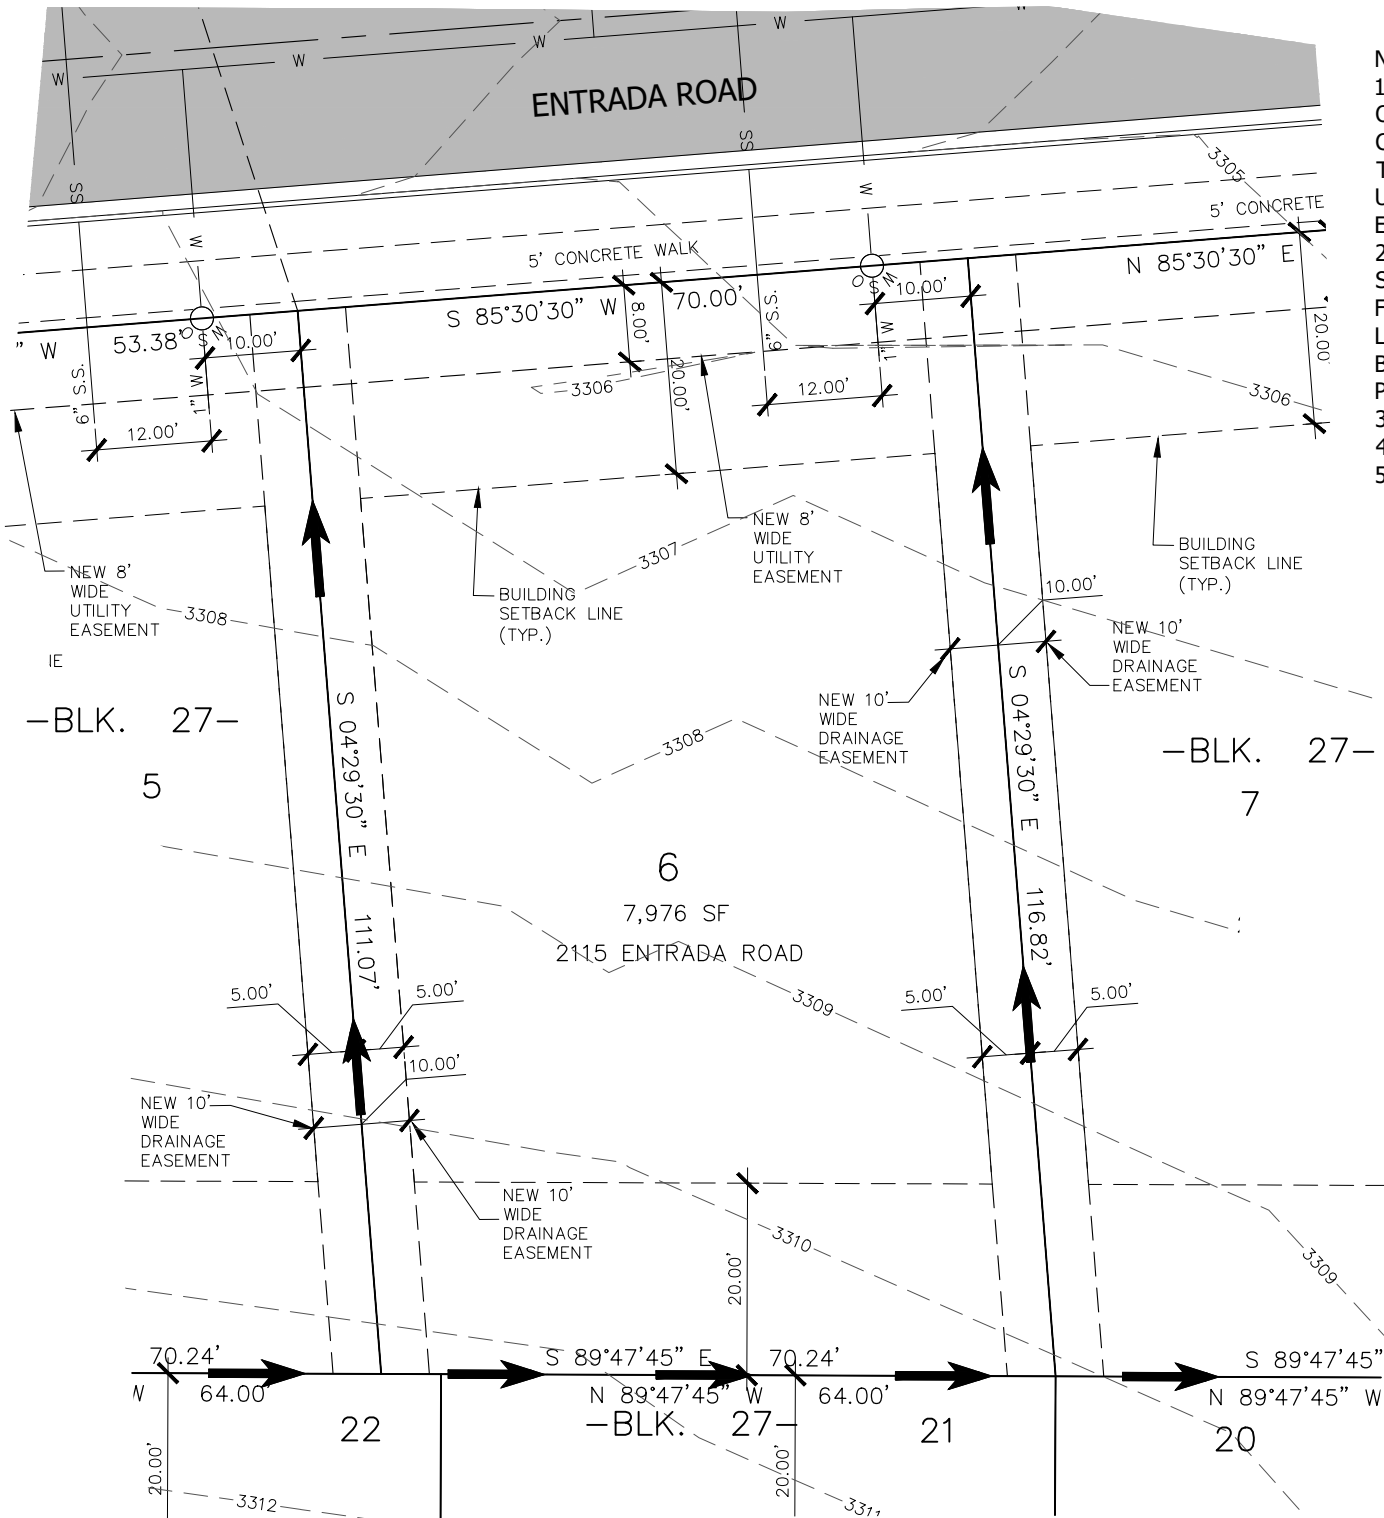 W
W
W
W
W
ENTRADA ROAD
SS
SS
W
W
3305
5' CONCRETE
5' CONCRETE WALK
N 85°30'30" E
S 85°30'30" W
70.00'
" W
53.38'
10.00'
10.00'
8.00'
20.00'
20.00'
6" S.S.
1" W
6" S.S.
1" W
12.00'
12.00'
3306
3306
NEW 8'
WIDE
UTILITY
EASEMENT
NEW 8'
WIDE
UTILITY
EASEMENT
BUILDING
SETBACK LINE
(TYP.)
BUILDING
SETBACK LINE
(TYP.)
3307
3308
IE
10.00'
NEW 10'
WIDE
DRAINAGE
EASEMENT
NEW 10'
WIDE
DRAINAGE
EASEMENT
-BLK. 27-
5
3308
-BLK. 27-
7
S 04°29'30" E 111.07'
S 04°29'30" E 116.82'
6
7,976 SF
2115 ENTRADA ROAD
3309
5.00'
5.00'
5.00'
5.00'
10.00'
NEW 10'
WIDE
DRAINAGE
EASEMENT
NEW 10'
WIDE
DRAINAGE
EASEMENT
3310
3309
20.00'
70.24'
S 89°47'45" E
70.24'
S 89°47'45"
W
64.00'
N 89°47'45" W
64.00'
N 89°47'45" W
22
-BLK. 27-
21
20
20.00'
20.00'
3312
3311
N
1
2
S
F
L
B
P
3
4
5